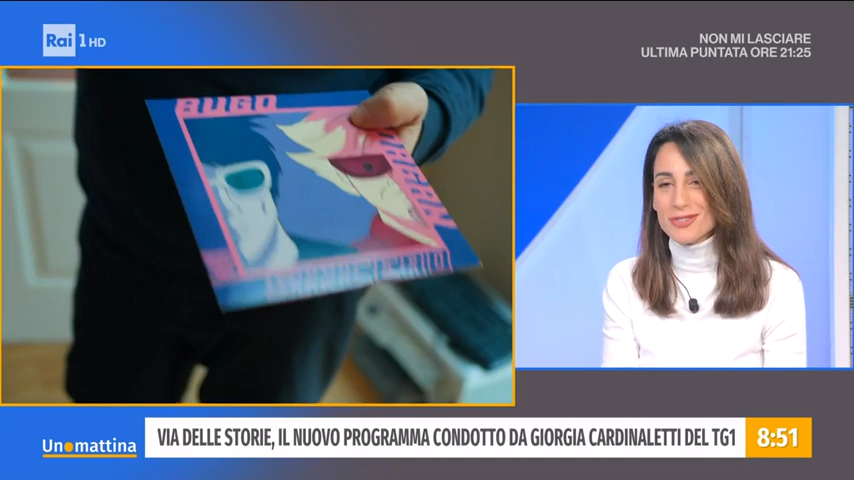 Rai 1 HD
NON MI LASCIARE
ULTIMA PUNTATA ORE 21:25
BUGO
Unomattina
VIA DELLE STORIE, IL NUOVO PROGRAMMA CONDOTTO DA GIORGIA CARDINALETTI DEL TG1
8:51